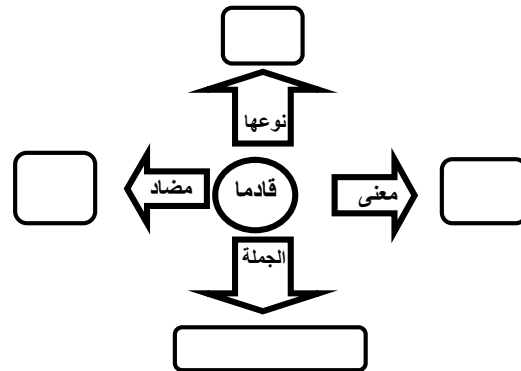 نوعها
معنى
قادما
مضاد
الجملة